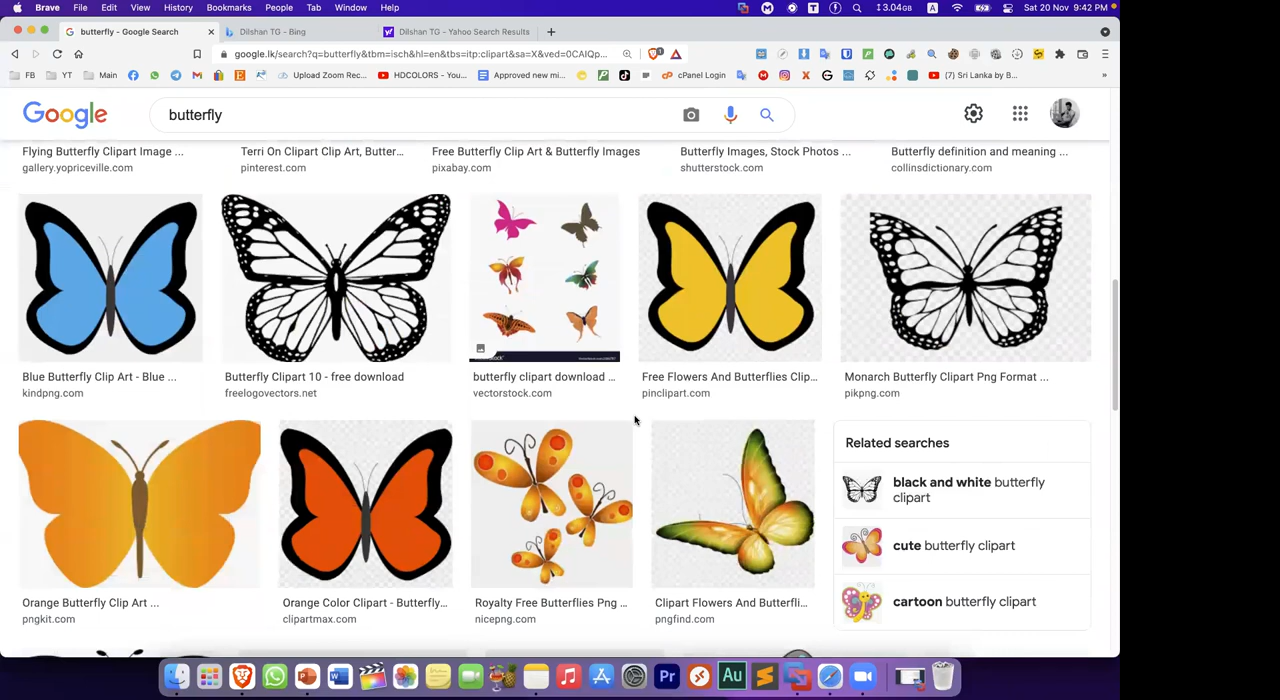 Brave File Edit View History Bookmarks People Tab Window Help 3.04GB A Sat 20 Nov 9:42 PM
butterfly - Google Search Dilshan TG - Bing Dilshan TG - Yahoo Search Results
google.lk/search?q=butterfly&tbm=isch&hl=en&tbs=itp:clipart&sa=X&ved=0CAIQp...
FB YT Main Upload Zoom Rec... HDCOLORS - You... Approved new mi... cPanel Login (7) Sri Lanka by B...
Google butterfly
Flying Butterfly Clipart Image ... Terri On Clipart Clip Art, Butter... Free Butterfly Clip Art & Butterfly Images Butterfly Images, Stock Photos ... Butterfly definition and meaning ...
gallery.yopriceville.com pinterest.com pixabay.com shutterstock.com collinsdictionary.com
Blue Butterfly Clip Art - Blue ... Butterfly Clipart 10 - free download butterfly clipart download ... Free Flowers And Butterflies Clip... Monarch Butterfly Clipart Png Format ...
kindpng.com freelogovectors.net vectorstock.com pinclipart.com pikpng.com
Related searches
black and white butterfly
clipart
cute butterfly clipart
cartoon butterfly clipart
Orange Butterfly Clip Art ... Orange Color Clipart - Butterfly... Royalty Free Butterflies Png ... Clipart Flowers And Butterfli...
pngkit.com clipartmax.com nicepng.com pngfind.com
Pr Au